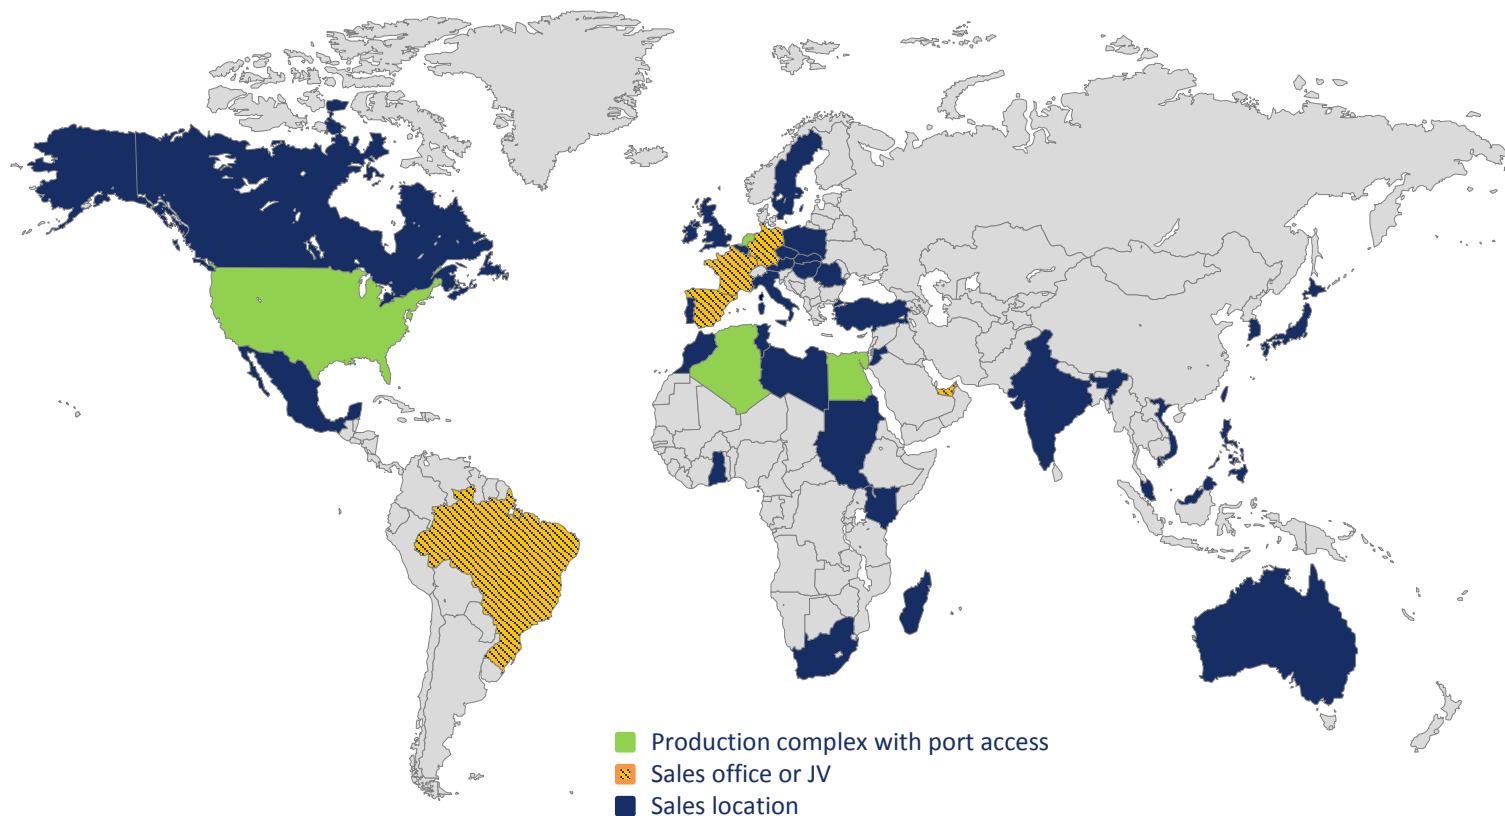 Production complex with port access
Sales office or JV
Sales location